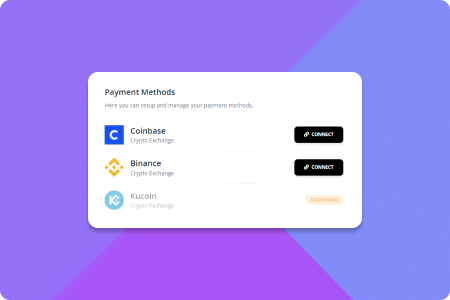 Payment Methods
Here you can setup and manage your payment methods.
Coinbase
Crypto Exchange
CONNECT
Binance
Crypto Exchange
CONNECT
Kucoin
Crypto Exchange
SUSPENDED